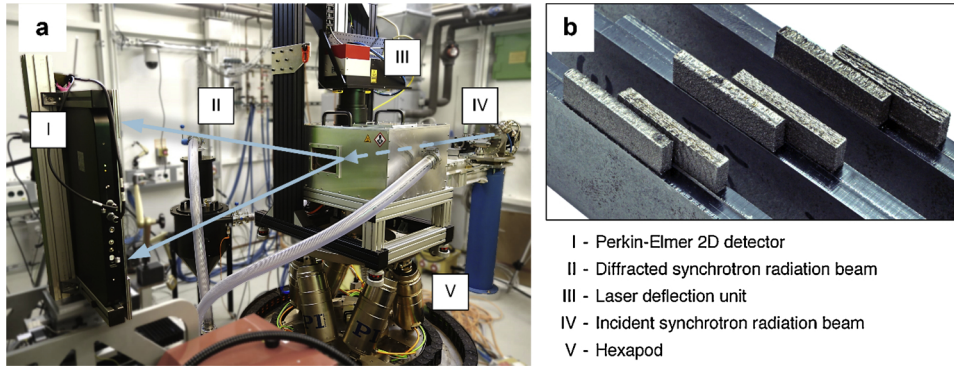 a
III
II
IV
I
V
PI
PI
b
I - Perkin-Elmer 2D detector
II - Diffracted synchrotron radiation beam
III - Laser deflection unit
IV - Incident synchrotron radiation beam
V - Hexapod